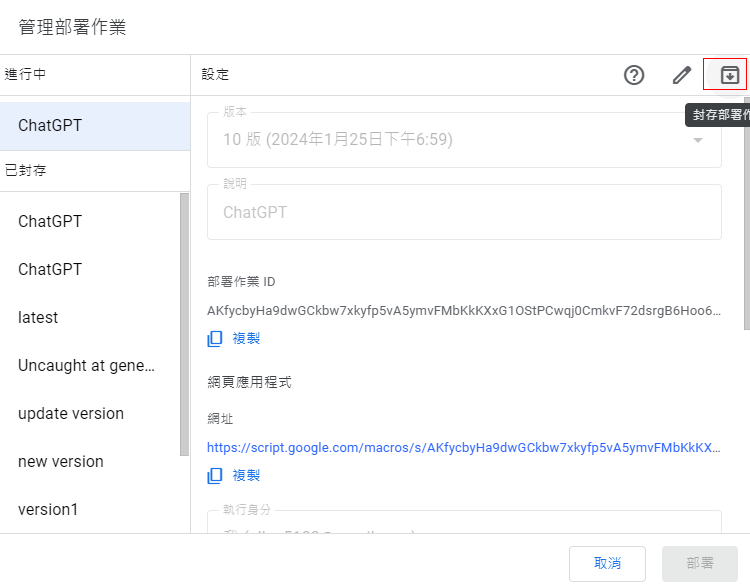 管理部署作業
進行中
設定
ChatGPT
封存部署作
版本
10 版 (2024年1月25日下午6:59)
已封存
說明
ChatGPT
ChatGPT
ChatGPT
latest
Uncaught at gene...
update version
new version
version1
部署作業 ID
AKfycbyHa9dwGCkbw7xkyfp5vA5ymvFMbKkKXxG1OStPCwqj0CmkvF72dsrgB6Hoo6...
複製
網頁應用程式
網址
https://script.google.com/macros/s/AKfycbyHa9dwGCkbw7xkyfp5vA5ymvFMbKkKX...
複製
執行身分
取消
部署